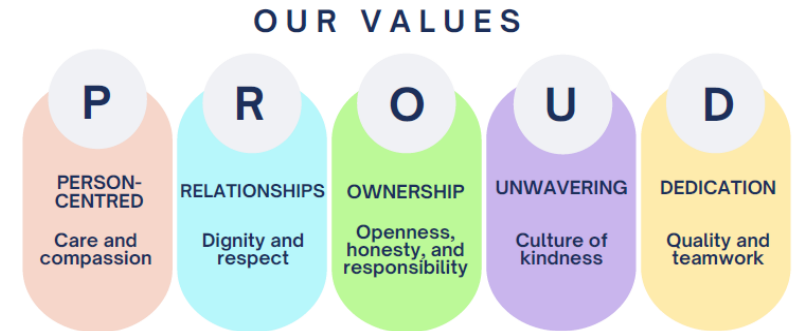 OUR VALUES
P
PERSON-
CENTRED
Care and
compassion
R
RELATIONSHIPS
Dignity and
respect
O
OWNERSHIP
Openness,
honesty, and
responsibility
U
UNWAVERING
Culture of
kindness
D
DEDICATION
Quality and
teamwork